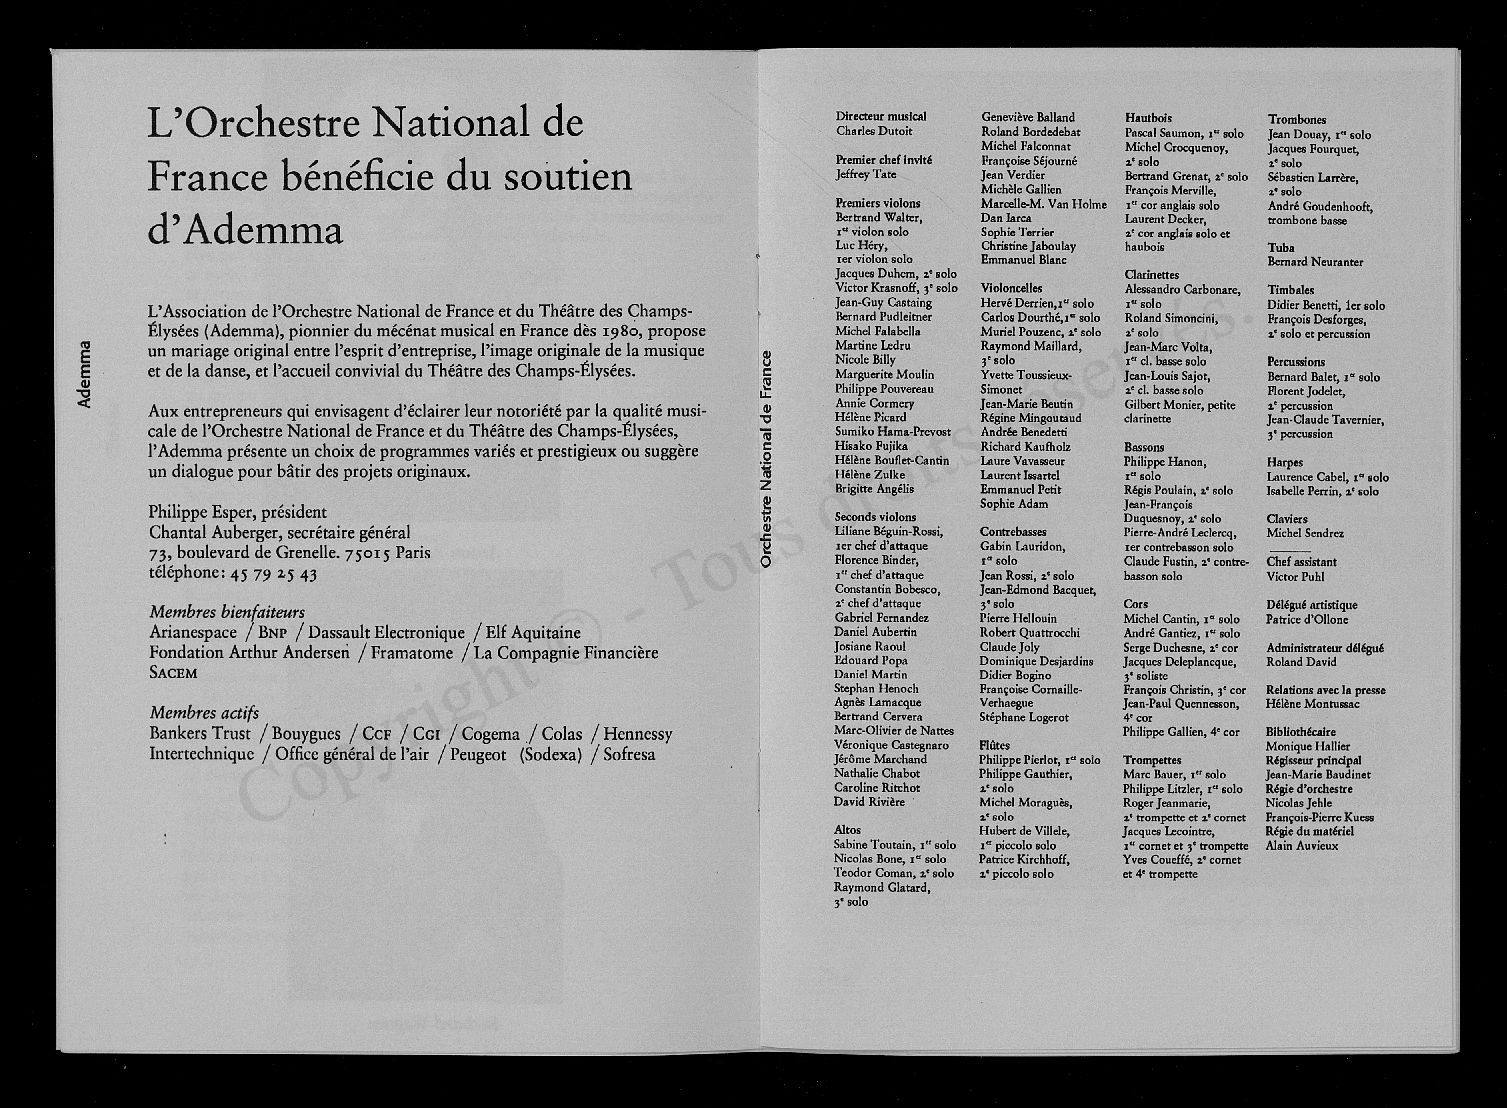 L'Orchestre National de
France bénéficie du soutien
d'Ademma
L'Association de l'Orchestre National de France et du Théâtre des Champs-
Élysées (Ademma), pionnier du mécénat musical en France dès 1980, propose
un mariage original entre l'esprit d'entreprise, l'image originale de la musique
et de la danse, et l'accueil convivial du Théâtre des Champs-Élysées.
Aux entrepreneurs qui envisagent d'éclairer leur notoriété par la qualité musi-
cale de l'Orchestre National de France et du Théâtre des Champs-Élysées,
l'Ademma présente un choix de programmes variés et prestigieux ou suggère
un dialogue pour bâtir des projets originaux.
Philippe Esper, président
Chantal Auberger, secrétaire général
73, boulevard de Grenelle. 75015 Paris
téléphone: 45 79 25 43
Membres bienfaiteurs
Arianespace / BNP / Dassault Electronique / Elf Aquitaine
Fondation Arthur Andersen / Framatome / La Compagnie Financière
SACEM
Membres actifs
Bankers Trust / Bouygues / CCF / CGI / Cogema / Colas / Hennessy
Intertechnique / Office général de l'air / Peugeot (Sodexa) / Sofresa
Ademma
Orchestre National de France
Directeur musical
Charles Dutoit
Premier chef invité
Jeffrey Tate
Premiers violons
Bertrand Walter,
1er violon solo
Luc Héry,
1er violon solo
Jacques Duhem, 2e solo
Victor Krasnoff, 3e solo
Jean-Guy Castaing
Bernard Pudleitner
Michel Falabella
Martine Ledru
Nicole Billy
Marguerite Moulin
Philippe Pouvereau
Annie Cormery
Hélène Picard
Sumiko Hama-Prevost
Hisako Fujika
Hélène Bouflet-Cantin
Hélène Zulke
Brigitte Angélis
Seconds violons
Liliane Béguin-Rossi,
1er chef d'attaque
Florence Binder,
1er chef d'attaque
Constantin Bobesco,
2e chef d'attaque
Gabriel Fernandez
Daniel Aubertin
Josiane Raoul
Edouard Popa
Daniel Martin
Stephan Henoch
Agnès Lamacque
Bertrand Cervera
Marc-Olivier de Nattes
Véronique Castegnaro
Jérôme Marchand
Nathalie Chabot
Caroline Ritchot
David Rivière
Altos
Sabine Toutain, 1er solo
Nicolas Bone, 1er solo
Teodor Coman, 2e solo
Raymond Glatard,
3e solo
Geneviève Balland
Roland Bordedebat
Michel Falconnat
Françoise Séjourné
Jean Verdier
Michèle Gallien
Marcelle-M. Van Holme
Dan Iarca
Sophie Terrier
Christine Jaboulay
Emmanuel Blanc
Violoncelles
Hervé Derrien,1er solo
Carlos Dourthé,1er solo
Muriel Pouzenc, 2e solo
Raymond Maillard,
3e solo
Yvette Toussieux-
Simonet
Jean-Marie Beutin
Régine Mingoutaud
Andrée Benedetti
Richard Kaufholz
Laure Vavasseur
Laurent Issartel
Emmanuel Petit
Sophie Adam
Contrebasses
Gabin Lauridon,
1er solo
Jean Rossi, 2e solo
Jean-Edmond Bacquet,
3e solo
Pierre Hellouin
Robert Quattrocchi
Claude Joly
Dominique Desjardins
Didier Bogino
Françoise Cornaille-
Verhaegue
Stéphane Logerot
Flûtes
Philippe Pierlot, 1er solo
Philippe Gauthier,
2e solo
Michel Moraguès,
2e solo
Hubert de Villele,
1er piccolo solo
Patrice Kirchhoff,
2e piccolo solo
Hautbois
Pascal Saumon, 1er solo
Michel Crocquenoy,
2e solo
Bertrand Grenat, 2e solo
François Merville,
1er cor anglais solo
Laurent Decker,
2e cor anglais solo et
haubois
Clarinettes
Alessandro Carbonare,
1er solo
Roland Simoncini,
2e solo
Jean-Marc Volta,
1er cl. basse solo
Jean-Louis Sajot,
2e cl. basse solo
Gilbert Monier, petite
clarinette
Bassons
Philippe Hanon,
1er solo
Régis Poulain, 2e solo
Jean-François
Duquesnoy, 2e solo
Pierre-André Leclercq,
1er contrebasson solo
Claude Fustin, 2e contre-
basson solo
Cors
Michel Cantin, 1er solo
André Gantiez, 1er solo
Serge Duchesne, 2e cor
Jacques Deleplancque,
3e soliste
François Christin, 3e cor
Jean-Paul Quennesson,
4e cor
Philippe Gallien, 4e cor
Trompettes
Marc Bauer, 1er solo
Philippe Litzler, 1er solo
Roger Jeanmarie,
2e trompette et 2e cornet
Jacques Lecointre,
1er cornet et 3e trompette
Yves Coueffé, 2e cornet
et 4e trompette
Trombones
Jean Douay, 1er solo
Jacques Fourquet,
2e solo
Sébastien Larrère,
2e solo
André Goudenhooft,
trombone basse
Tuba
Bernard Neuranter
Timbales
Didier Benetti, 1er solo
François Desforges,
2e solo et percussion
Percussions
Bernard Balet, 1er solo
Florent Jodelet,
2e percussion
Jean-Claude Tavernier,
3e percussion
Harpes
Laurence Cabel, 1er solo
Isabelle Perrin, 2e solo
Claviers
Michel Sendrez
Chef assistant
Victor Puhl
Délégué artistique
Patrice d'Ollone
Administrateur délégué
Roland David
Relations avec la presse
Hélène Montussac
Bibliothécaire
Monique Hallier
Régisseur principal
Jean-Marie Baudinet
Régie d'orchestre
Nicolas Jehle
François-Pierre Kuess
Régie du matériel
Alain Auvieux
Copyright © - Tous droits réservés.